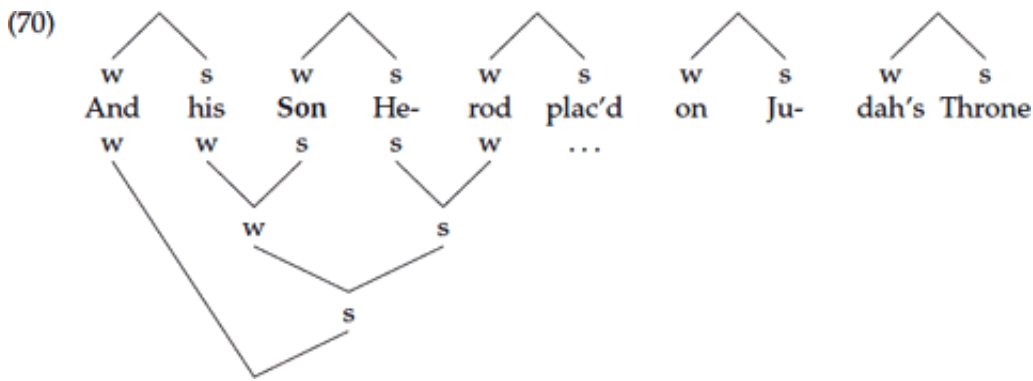 (70)
w s w s w s w s w s
And his Son He- rod plac'd on Ju- dah's Throne
w w s s w ...
w s
s